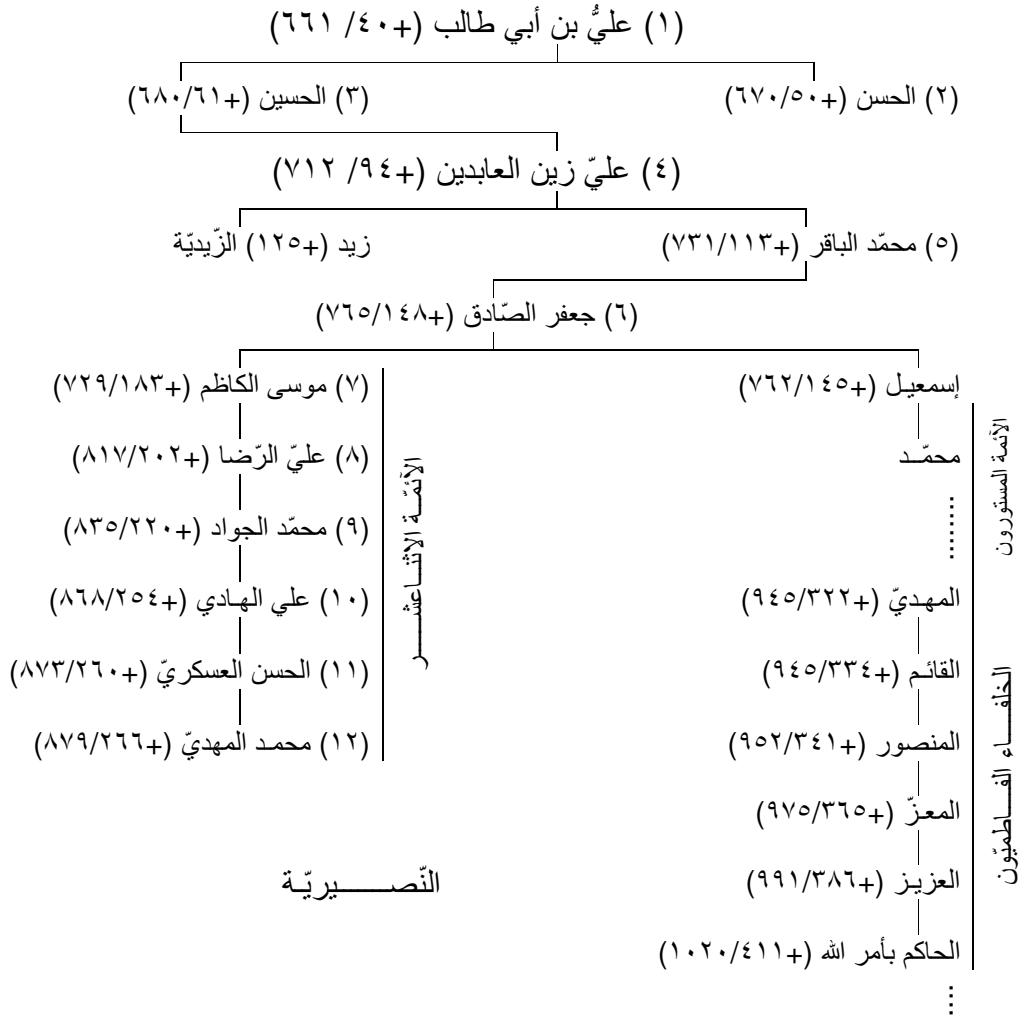 (١) عليُّ بن أبي طالب (+٤٠/ ٦٦١)
(٢) الحسن (+٦٧٠/٥٠)
(٣) الحسين (+٦٨٠/٦١)
(٤) عليّ زين العابدين (+٩٤/ ٧١٢)
(٥) محمّد الباقر (+٧٣١/١١٣)
زيد (+١٢٥) الزّيديّة
(٦) جعفر الصّادق (+٧٦٥/١٤٨)
إسمعيل (+٧٦٢/١٤٥)
محمّد
........
المهديّ (+٩٤٥/٣٢٢)
القائم (+٩٤٥/٣٣٤)
المنصور (+٩٥٢/٣٤١)
المعزّ (+٩٧٥/٣٦٥)
العزيز (+٩٩١/٣٨٦)
الحاكم بأمر الله (+١٠٢٠/٤١١)
....
الأئمة المستورون
الخلفاء الفاطميّون
(٧) موسى الكاظم (+٧٢٩/١٨٣)
(٨) عليّ الرّضا (+٨١٧/٢٠٢)
(٩) محمّد الجواد (+٨٣٥/٢٢٠)
(١٠) علي الهادي (+٨٦٨/٢٥٤)
(١١) الحسن العسكريّ (+٨٧٣/٢٦٠)
(١٢) محمد المهديّ (+٨٧٩/٢٦٦)
الأئمّة الاثناعشر
النّصيريّة